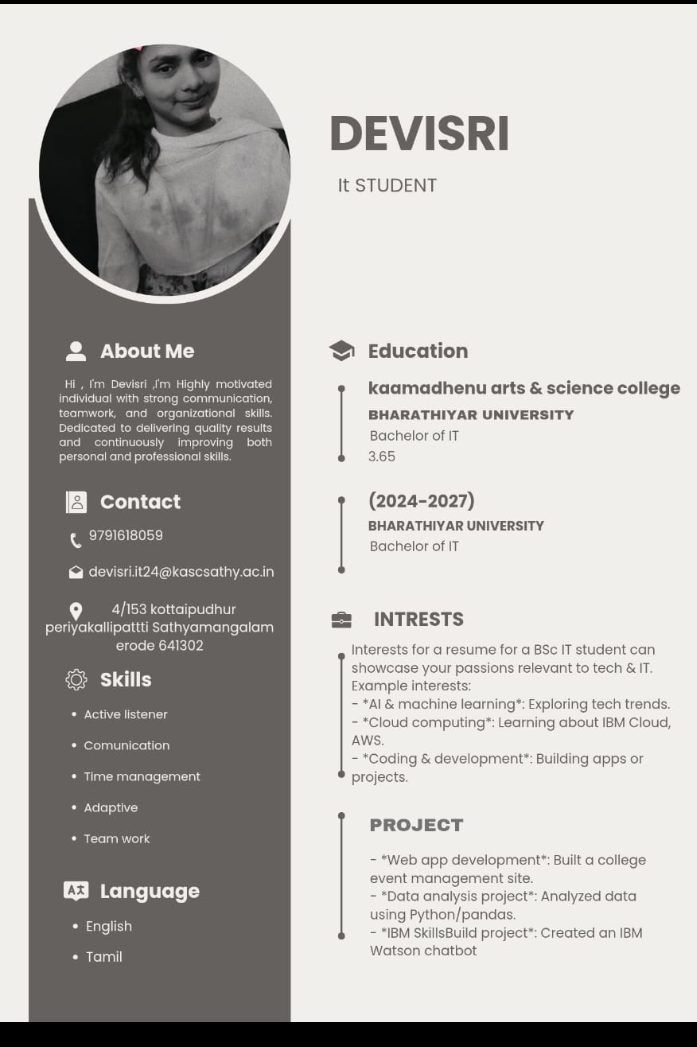 DEVISRI
It STUDENT
About Me
Hi , I'm Devisri ,I'm Highly motivated
individual with strong communication,
teamwork, and organizational skills.
Dedicated to delivering quality results
and continuously improving both
personal and professional skills.
Contact
9791618059
devisri.it24@kascsathy.ac.in
4/153 kottaipudhur
periyakallipattti Sathyamangalam
erode 641302
Skills
• Active listener
• Comunication
• Time management
• Adaptive
• Team work
Language
• English
• Tamil
Education
kaamadhenu arts & science college
BHARATHIYAR UNIVERSITY
Bachelor of IT
3.65
(2024-2027)
BHARATHIYAR UNIVERSITY
Bachelor of IT
INTRESTS
Interests for a resume for a BSc IT student can
showcase your passions relevant to tech & IT.
Example interests:
- *AI & machine learning*: Exploring tech trends.
- *Cloud computing*: Learning about IBM Cloud,
AWS.
- *Coding & development*: Building apps or
projects.
PROJECT
- *Web app development*: Built a college
event management site.
- *Data analysis project*: Analyzed data
using Python/pandas.
- *IBM SkillsBuild project*: Created an IBM
Watson chatbot